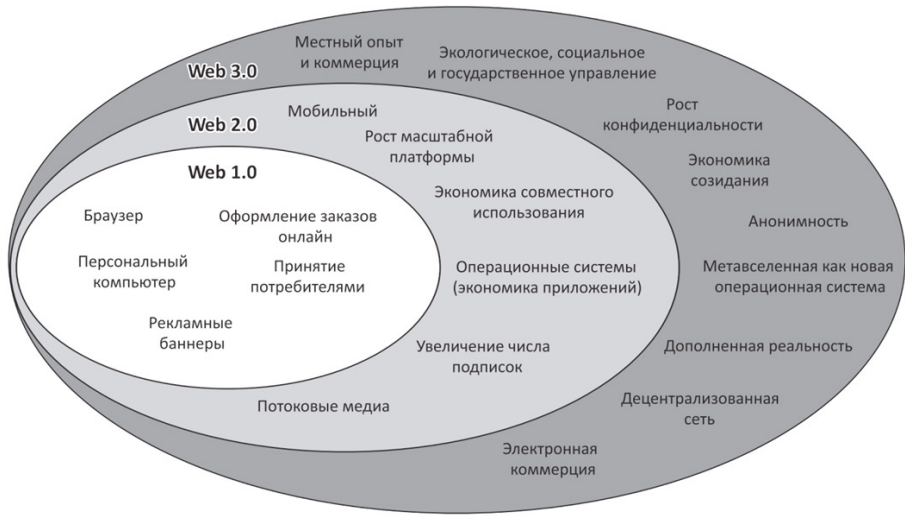 Web 3.0
Местный опыт
и коммерция
Экологическое, социальное
и государственное управление
Рост
конфиденциальности
Экономика
созидания
Анонимность
Метавселенная как новая
операционная система
Дополненная реальность
Децентрализованная
сеть
Электронная
коммерция
Web 2.0
Мобильный
Рост масштабной
платформы
Экономика совместного
использования
Операционные системы
(экономика приложений)
Увеличение числа
подписок
Потоковые медиа
Web 1.0
Браузер
Оформление заказов
онлайн
Персональный
компьютер
Принятие
потребителями
Рекламные
баннеры